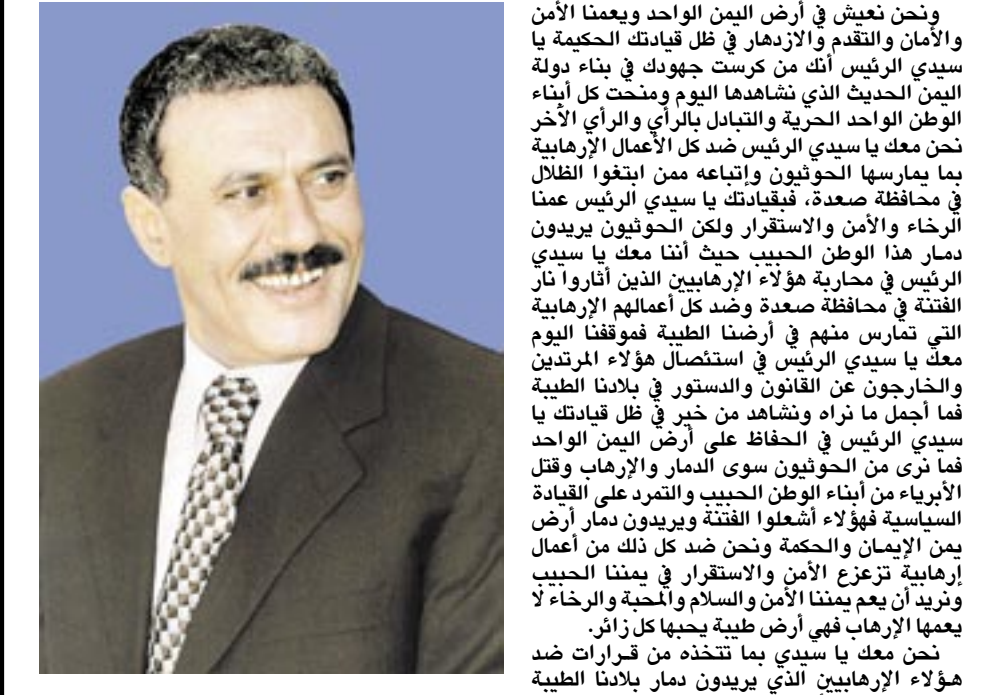 ونحن نعيش في أرض اليمن الواحد ويعمنا الأمن
والأمان والتقدم والازدهار في ظل قيادتك الحكيمة يا
سيدي الرئيس أنك من كرست جهودك في بناء دولة
اليمن الحديث الذي نشاهدها اليوم ومنحت كل أبناء
الوطن الواحد الحرية والتبادل بالرأي والرأي الآخر
نحن معك يا سيدي الرئيس ضد كل الأعمال الإرهابية
بما يمارسها الحوثيون وإتباعه ممن ابتغوا الظلال
في محافظة صعدة، فبقيادتك يا سيدي الرئيس عمنا
الرخاء والأمن والاستقرار ولكن الحوثيون يريدون
دمار هذا الوطن الحبيب حيث أننا معك يا سيدي
الرئيس في محاربة هؤلاء الإرهابيين الذين أثاروا نار
الفتنة في محافظة صعدة وضد كل أعمالهم الإرهابية
التي تمارس منهم في أرضنا الطيبة فموقفنا اليوم
معك يا سيدي الرئيس في استئصال هؤلاء المرتدين
والخارجون عن القانون والدستور في بلادنا الطيبة
فما أجمل ما نراه ونشاهد من خير في ظل قيادتك يا
سيدي الرئيس في الحفاظ على أرض اليمن الواحد
فما نرى من الحوثيون سوى الدمار والإرهاب وقتل
الأبرياء من أبناء الوطن الحبيب والتمرد على القيادة
السياسية فهؤلاء أشعلوا الفتنة ويريدون دمار أرض
يمن الإيمان والحكمة ونحن ضد كل ذلك من أعمال
إرهابية تزعزع الأمن والاستقرار في يمننا الحبيب
ونريد أن يعم يمننا الأمن والسلام والمحبة والرخاء لا
يعمها الإرهاب فهي أرض طيبة يحبها كل زائر.
نحن معك يا سيدي بما تتخذه من قرارات ضد
هؤلاء الإرهابيين الذي يريدون دمار بلادنا الطيبة